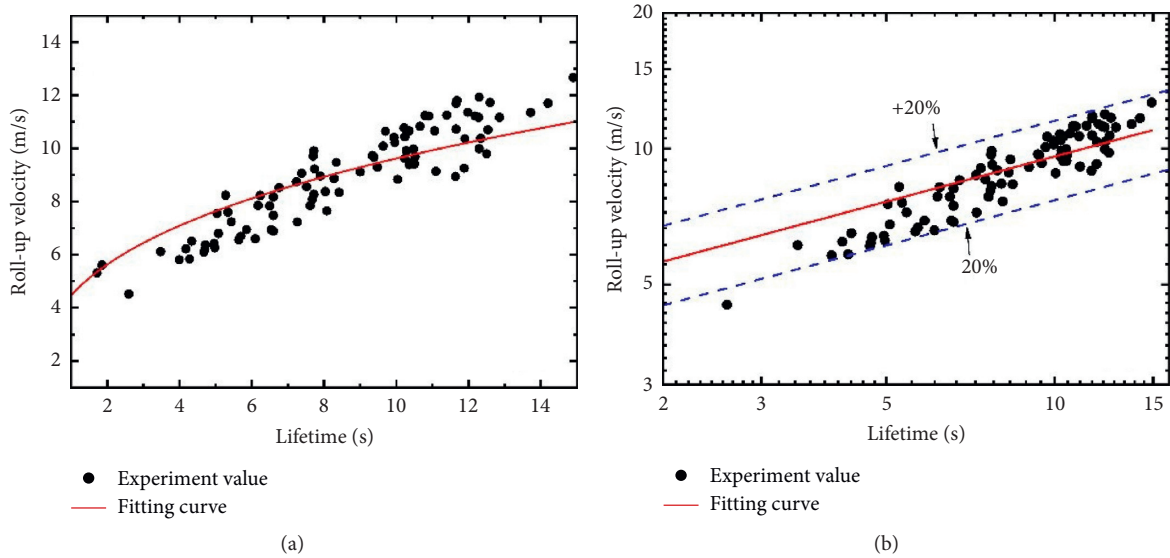 14
12
10
8
6
4
2
Roll-up velocity (m/s)
2 4 6 8 10 12 14
Lifetime (s)
Experiment value
Fitting curve
(a)
20
15
10
5
3
Roll-up velocity (m/s)
+20%
20%
2 3 5 10 15
Lifetime (s)
Experiment value
Fitting curve
(b)